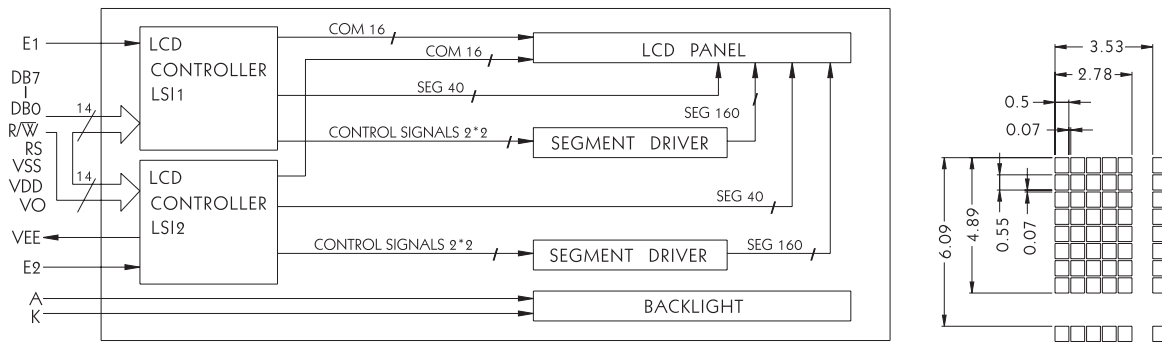 E1
DB7
DB0
R/W̅
RS
VSS
VDD
VO
VEE
E2
A
K
14
14
LCD
CONTROLLER
LSI1
LCD
CONTROLLER
LSI2
COM 16
COM 16
SEG 40
CONTROL SIGNALS 2*2
SEG 40
CONTROL SIGNALS 2*2
LCD PANEL
SEG 160
SEGMENT DRIVER
SEGMENT DRIVER
SEG 160
BACKLIGHT
3.53
2.78
0.5
0.07
6.09
4.89
0.55
0.07